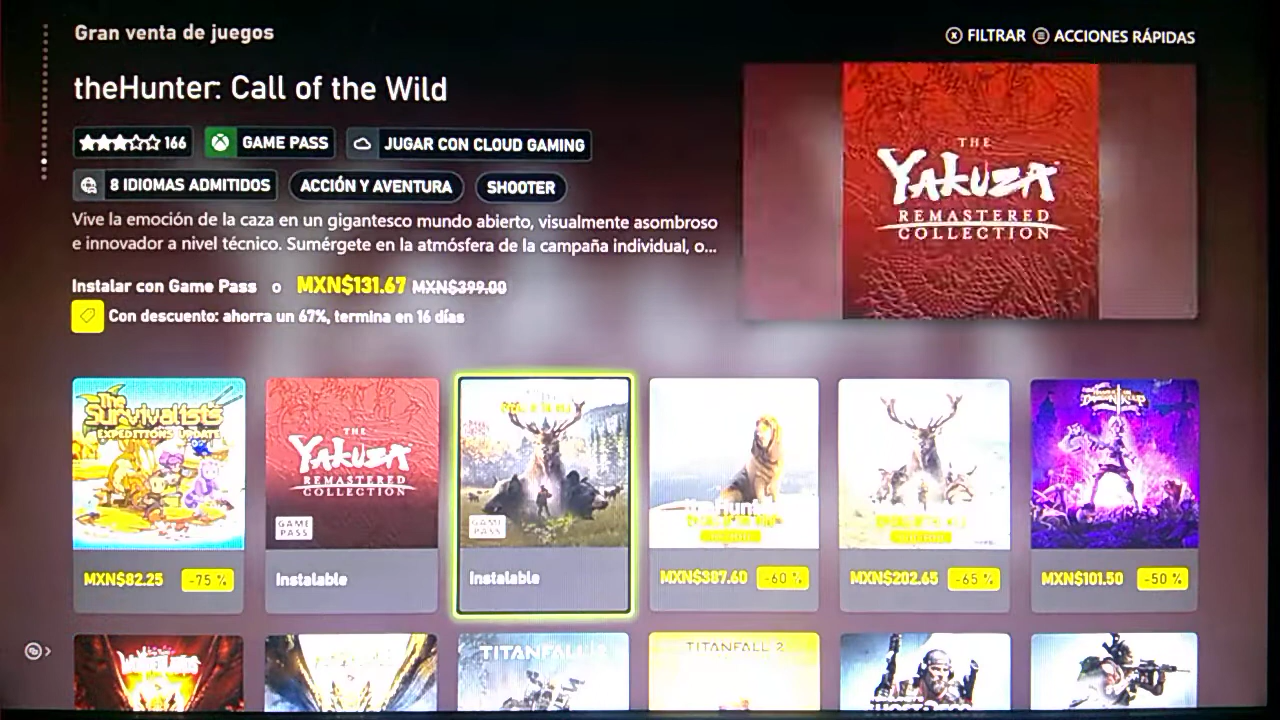 Gran venta de juegos
FILTRAR ACCIONES RÁPIDAS
theHunter: Call of the Wild
166 GAME PASS JUGAR CON CLOUD GAMING
8 IDIOMAS ADMITIDOS ACCIÓN Y AVENTURA SHOOTER
Vive la emoción de la caza en un gigantesco mundo abierto, visualmente asombroso
e innovador a nivel técnico. Sumérgete en la atmósfera de la campaña individual, o...
Instalar con Game Pass o MXN$131.67 MXN$399.00
Con descuento: ahorra un 67%, termina en 16 días
THE
YAKUZA
REMASTERED
COLLECTION
The
Survivalists
EXPEDITIONS UPDATE
THE
YAKUZA
REMASTERED
COLLECTION
GAME
PASS
GAME
PASS
theHunter
MXN$82.25 -75 %
Instalable
Instalable
MXN$387.60 -60 %
MXN$202.65 -65 %
MXN$101.50 -50 %
TITANFALL 2
TITANFALL 2